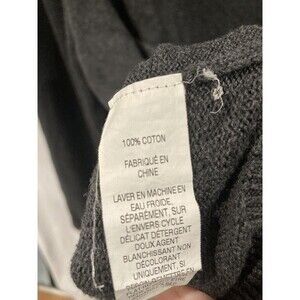 100% COTON
FABRIQUÉ EN
CHINE
LAVER EN MACHINE EN
EAU FROIDE,
SÉPARÉMENT, SUR
L'ENVERS CYCLE
DÉLICAT DÉTERGENT
DOUX AGENT
BLANCHISSANT NON
DÉCOLORANT
UNIQUEMENT, SI